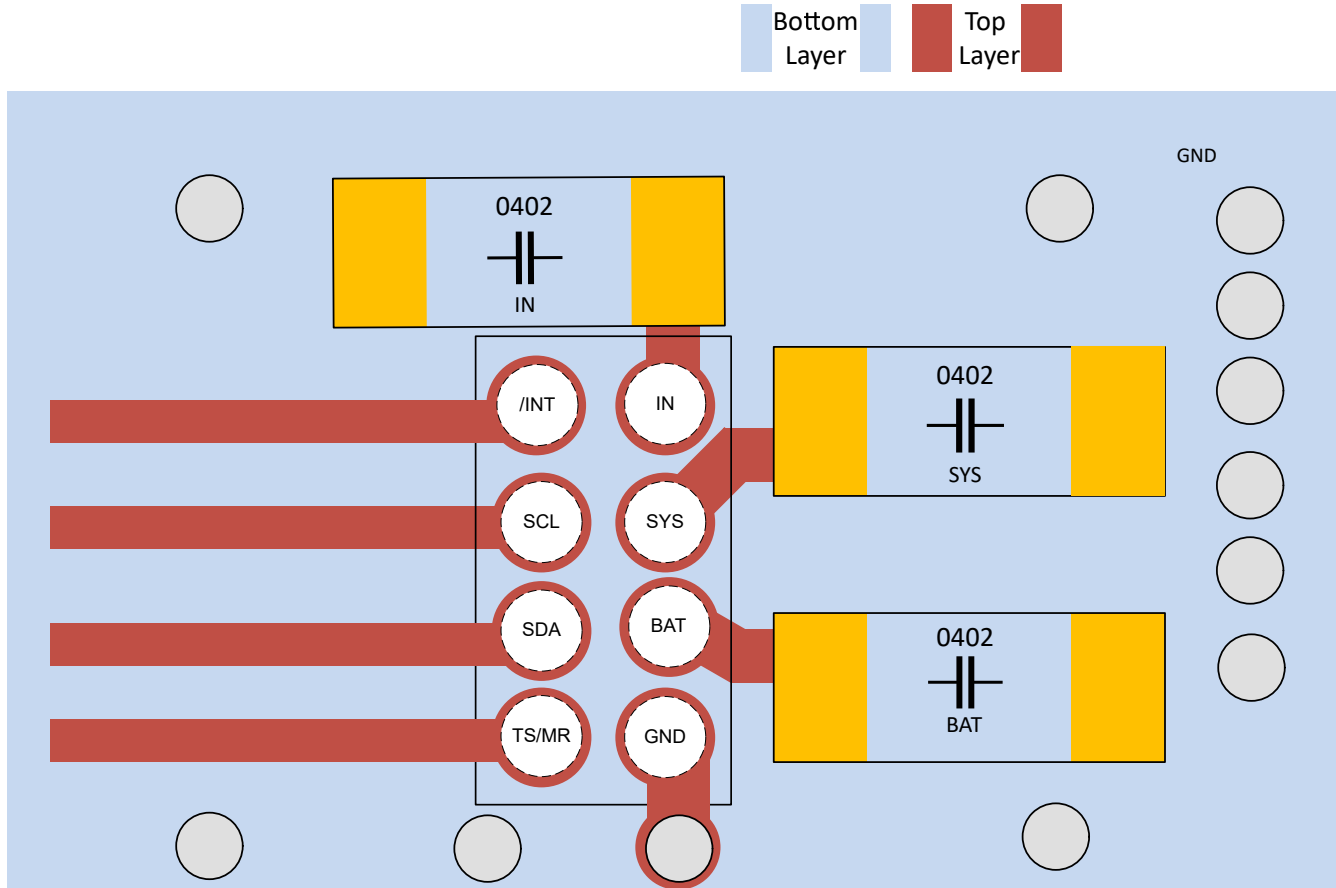 Bottom
Layer
Top
Layer
GND
0402
IN
0402
SYS
/INT
IN
SCL
SYS
SDA
BAT
0402
BAT
TS/MR
GND